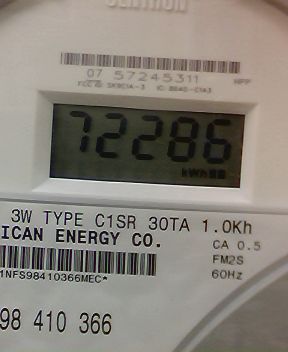 CENTRON
07 57245311
72286
kWh
3W TYPE C1SR 30TA 1.0Kh
ICAN ENERGY CO.
CA 0.5
FM2S
60Hz
1NFS98410366MEC*
98 410 366